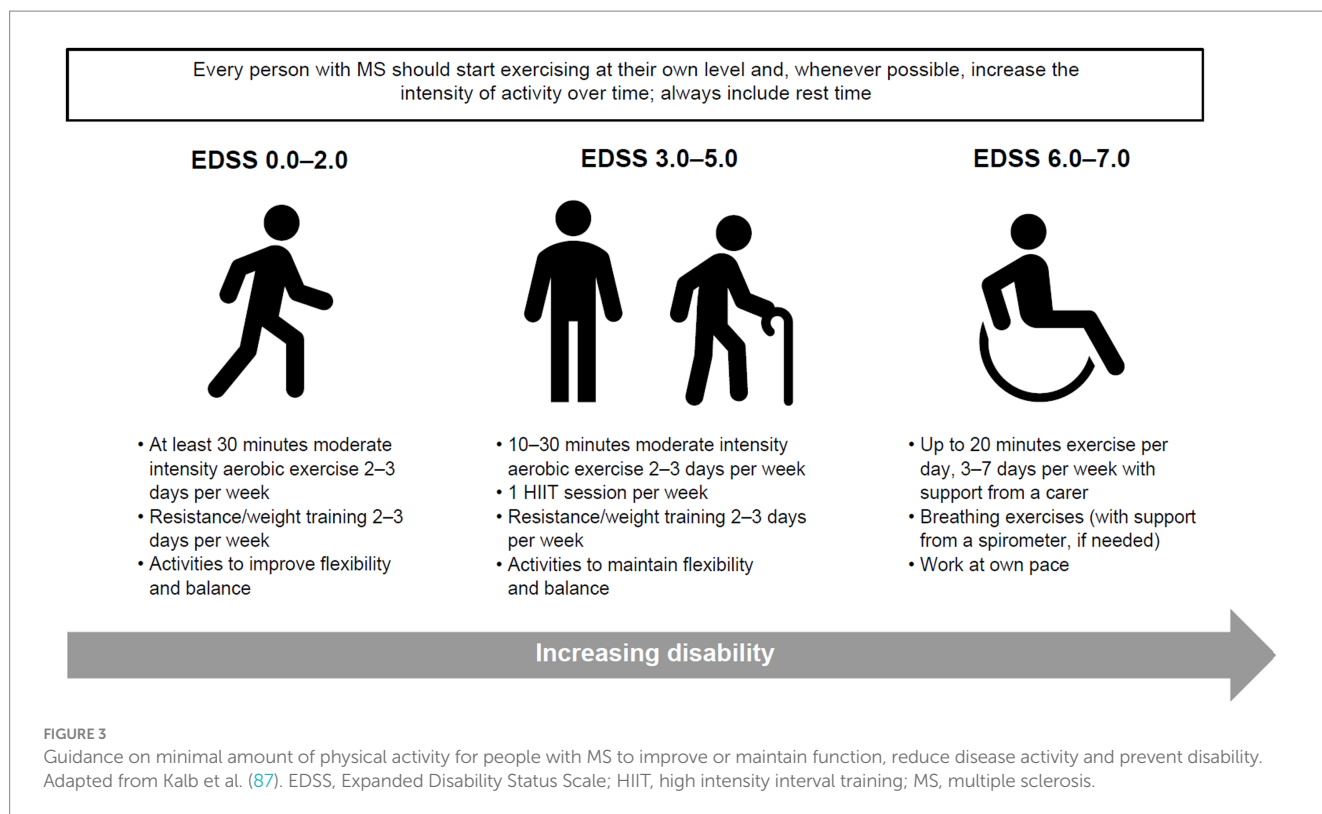 Every person with MS should start exercising at their own level and, whenever possible, increase the
intensity of activity over time; always include rest time
EDSS 0.0–2.0
• At least 30 minutes moderate
intensity aerobic exercise 2–3
days per week
• Resistance/weight training 2–3
days per week
• Activities to improve flexibility
and balance
EDSS 3.0–5.0
• 10–30 minutes moderate intensity
aerobic exercise 2–3 days per week
• 1 HIIT session per week
• Resistance/weight training 2–3 days
per week
• Activities to maintain flexibility
and balance
EDSS 6.0–7.0
• Up to 20 minutes exercise per
day, 3–7 days per week with
support from a carer
• Breathing exercises (with support
from a spirometer, if needed)
• Work at own pace
Increasing disability
FIGURE 3
Guidance on minimal amount of physical activity for people with MS to improve or maintain function, reduce disease activity and prevent disability.
Adapted from Kalb et al. (87). EDSS, Expanded Disability Status Scale; HIIT, high intensity interval training; MS, multiple sclerosis.